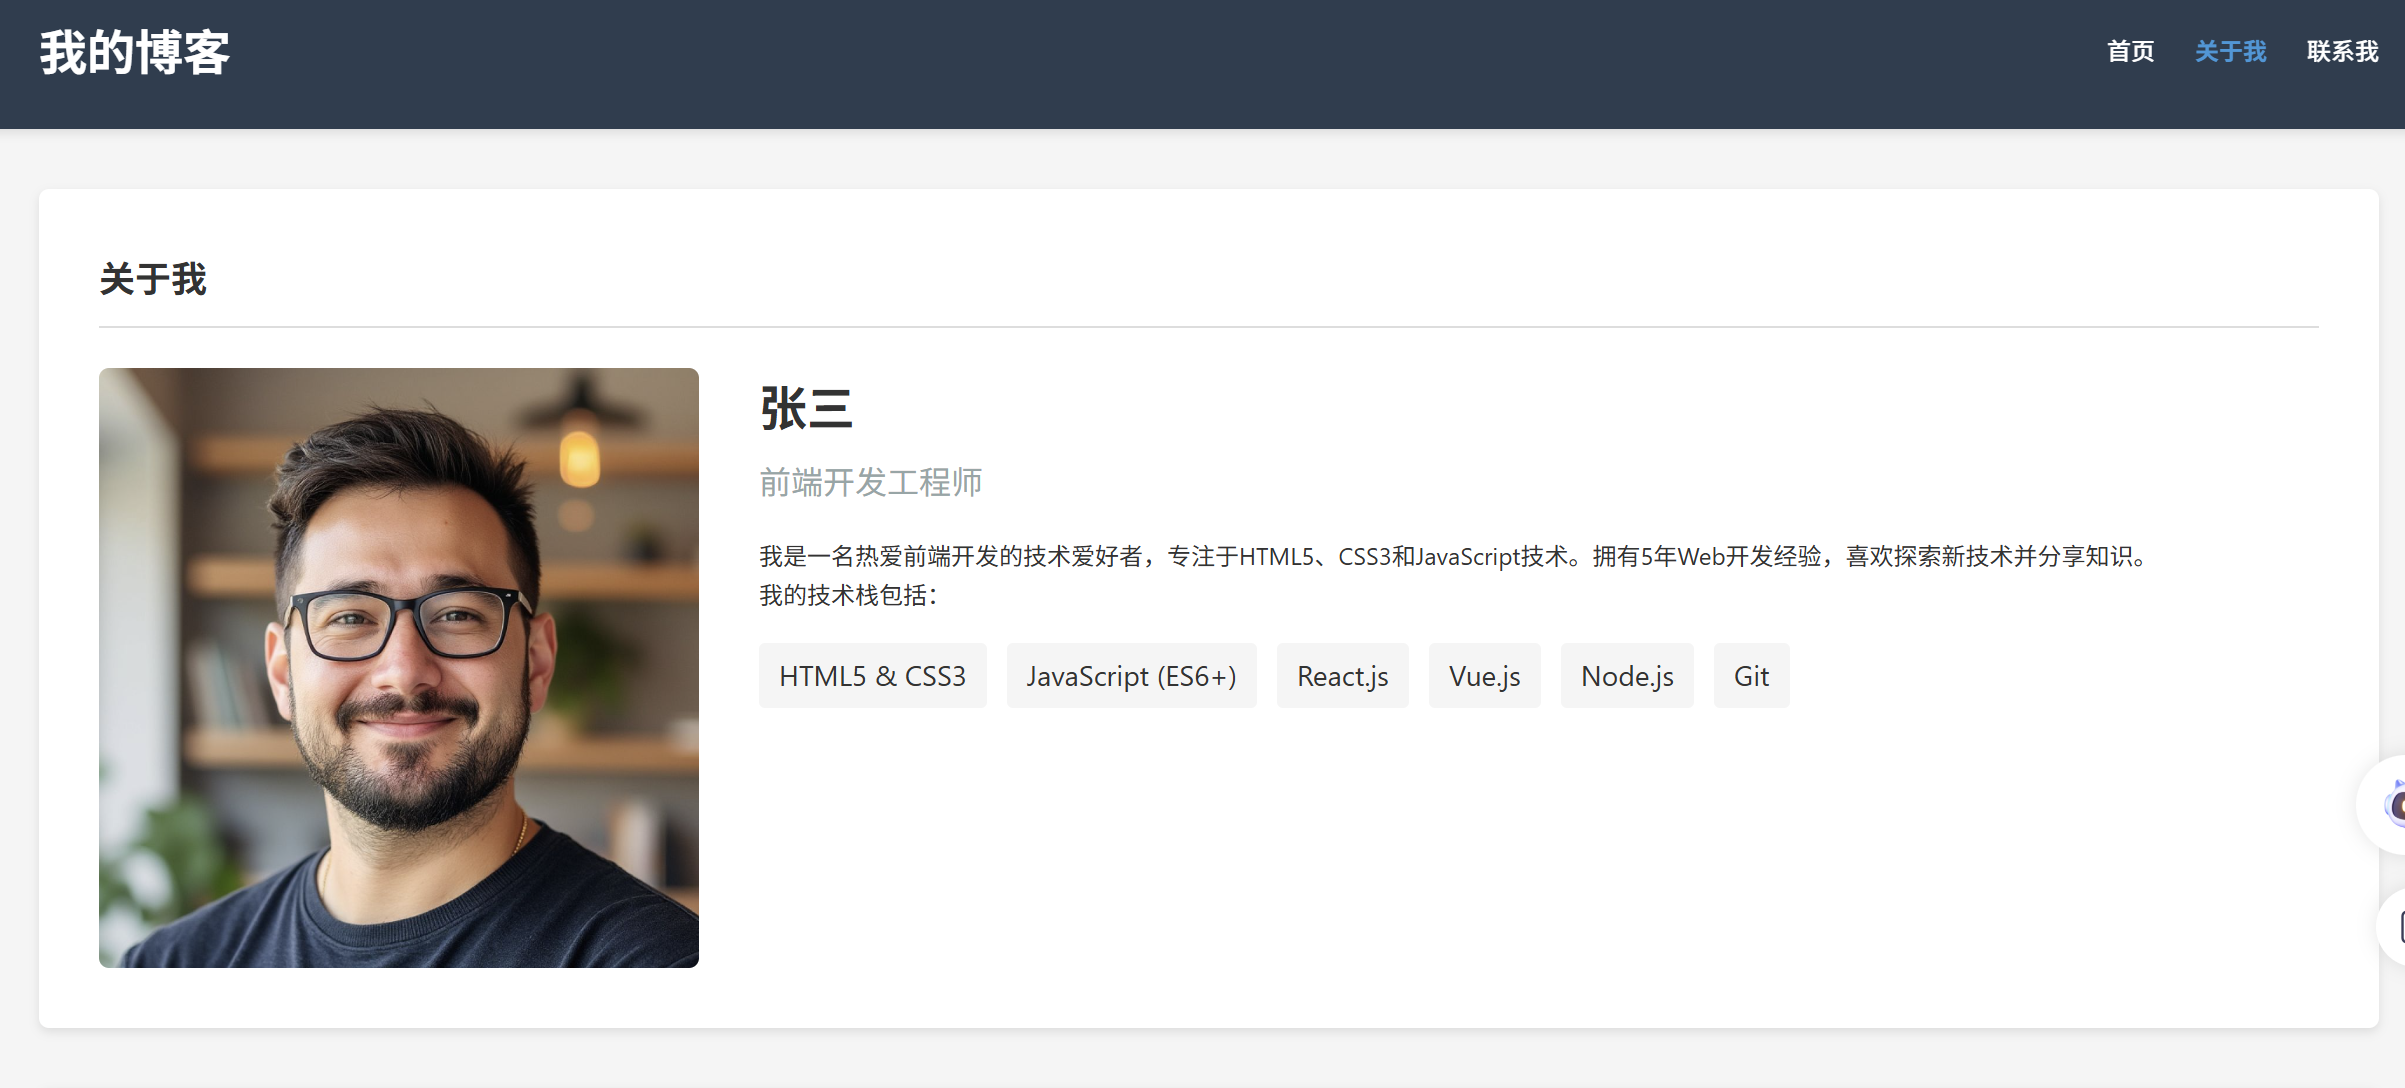 我的博客
首页 关于我 联系我
关于我
张三
前端开发工程师
我是一名热爱前端开发的技术爱好者，专注于HTML5、CSS3和JavaScript技术。拥有5年Web开发经验，喜欢探索新技术并分享知识。
我的技术栈包括：
HTML5 & CSS3 JavaScript (ES6+) React.js Vue.js Node.js Git